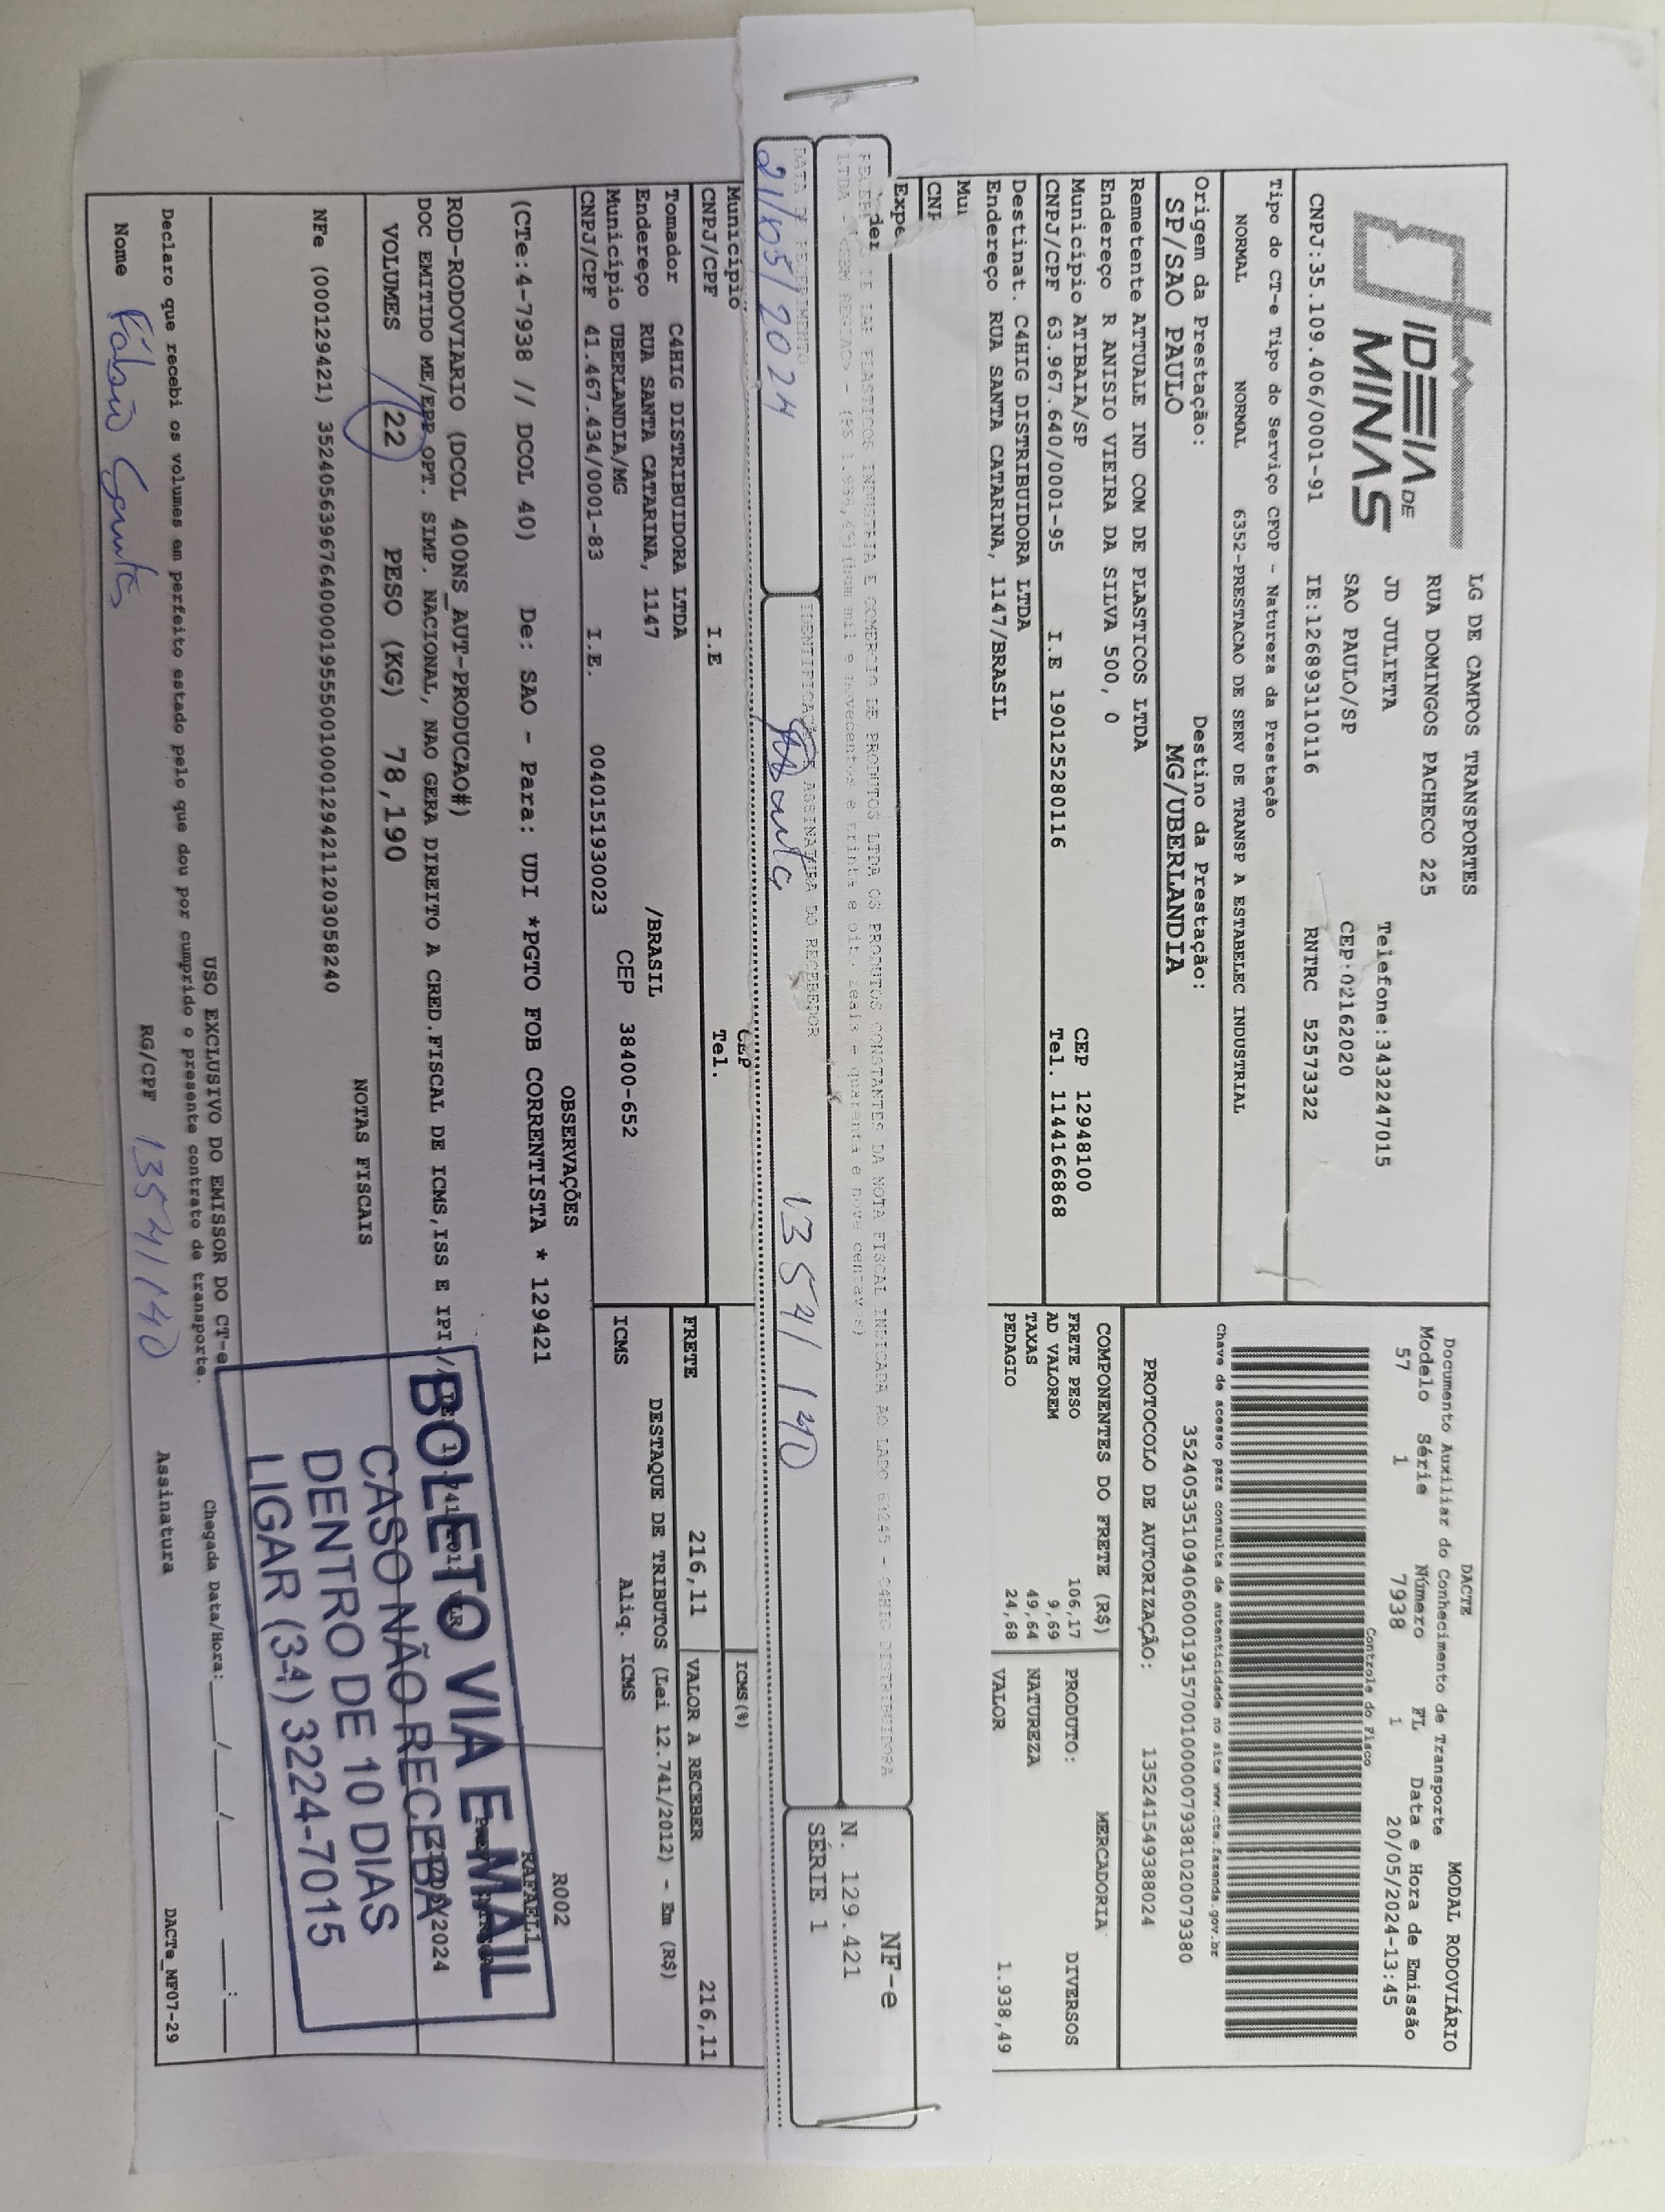 IDEIA DE
MINAS
LG DE CAMPOS TRANSPORTES
RUA DOMINGOS PACHECO 225
JD JULIETA Telefone:3432247015
SAO PAULO/SP CEP:02162020
CNPJ:35.109.406/0001-91 IE:126893110116 RNTRC 52573322
Tipo do CT-e Tipo do Serviço CFOP - Natureza da Prestação
NORMAL NORMAL 6352-PRESTACAO DE SERV DE TRANSP A ESTABELEC INDUSTRIAL
Origem da Prestação: Destino da Prestação:
SP/SAO PAULO MG/UBERLANDIA
DACTE MODAL RODOVIÁRIO
Documento Auxiliar do Conhecimento de Transporte
Modelo Série Número FL Data e Hora de Emissão
57 1 7938 1 20/05/2024-13:45
Controle do Fisco
Chave de acesso para consulta de autenticidade no site www.cte.fazenda.gov.br
PROTOCOLO DE AUTORIZAÇÃO: 135241549388024
Remetente ATTUALE IND COM DE PLASTICOS LTDA
Endereço R ANISIO VIEIRA DA SILVA 500, 0
Município ATIBAIA/SP CEP 12948100
CNPJ/CPF 63.967.640/0001-95 I.E 190125280116 Tel. 1144166868
Destinat. C4HIG DISTRIBUIDORA LTDA
Endereço RUA SANTA CATARINA, 1147/BRASIL
COMPONENTES DO FRETE (R$) MERCADORIA
FRETE PESO 106,17 PRODUTO: DIVERSOS
AD VALOREM 9,69
TAXAS 49,64 NATUREZA
PEDAGIO 24,68 VALOR 1.938,49
Mui
CNP
Expe
der
NF-e
N. 129.421
SÉRIE 1
DATA DE RECEBIMENTO
21/05/2024
IDENTIFICAÇÃO E ASSINATURA DO RECEBEDOR
13541140
Município CEP
CNPJ/CPF I.E Tel.
ICMS(%)
Tomador C4HIG DISTRIBUIDORA LTDA
Endereço RUA SANTA CATARINA, 1147 /BRASIL
Município UBERLANDIA/MG CEP 38400-652
CNPJ/CPF 41.467.434/0001-83 I.E. 0040151930023
FRETE 216,11 VALOR A RECEBER 216,11
DESTAQUE DE TRIBUTOS (Lei 12.741/2012) - Em (R$)
ICMS Aliq. ICMS
OBSERVAÇÕES
R002
RAFAELI
(CTe:4-7938 // DCOL 40) De: SAO - Para: UDI *PGTO FOB CORRENTISTA * 129421
ROD-RODOVIARIO (DCOL 400NS_AUT-PRODUCAO#)
DOC EMITIDO ME/EPP OPT. SIMP. NACIONAL, NAO GERA DIREITO A CRED.FISCAL DE ICMS,ISS E IPI
VOLUMES /22 PESO (KG) 78,190
NOTAS FISCAIS
BOLETO VIA E MAIL
CASO NÃO RECEBA
DENTRO DE 10 DIAS
LIGAR (34) 3224-7015
USO EXCLUSIVO DO EMISSOR DO CT-e
Declaro que recebi os volumes em perfeito estado pelo que dou por cumprido o presente contrato de transporte.
Chegada Data/Hora:___/___/_____ ___:___
Nome Fábio RG/CPF 13541140 Assinatura
DACTe_MF07-29